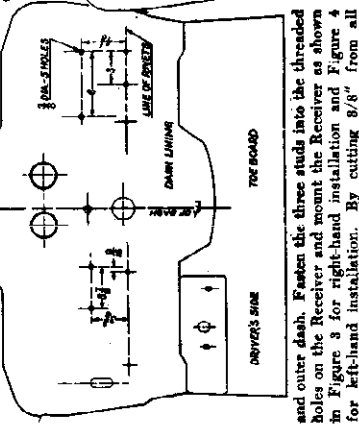 3/8 DIA-5 HOLES
LINE OF RIVETS
DASH LINING
TOE BOARD
DRIVER'S SIDE
and outer dash. Fasten the three studs into the threaded
holes on the Receiver and mount the Receiver as shown
in Figure 3 for right-hand installation and Figure 4
for left-hand installation. By cutting 3/8" from all